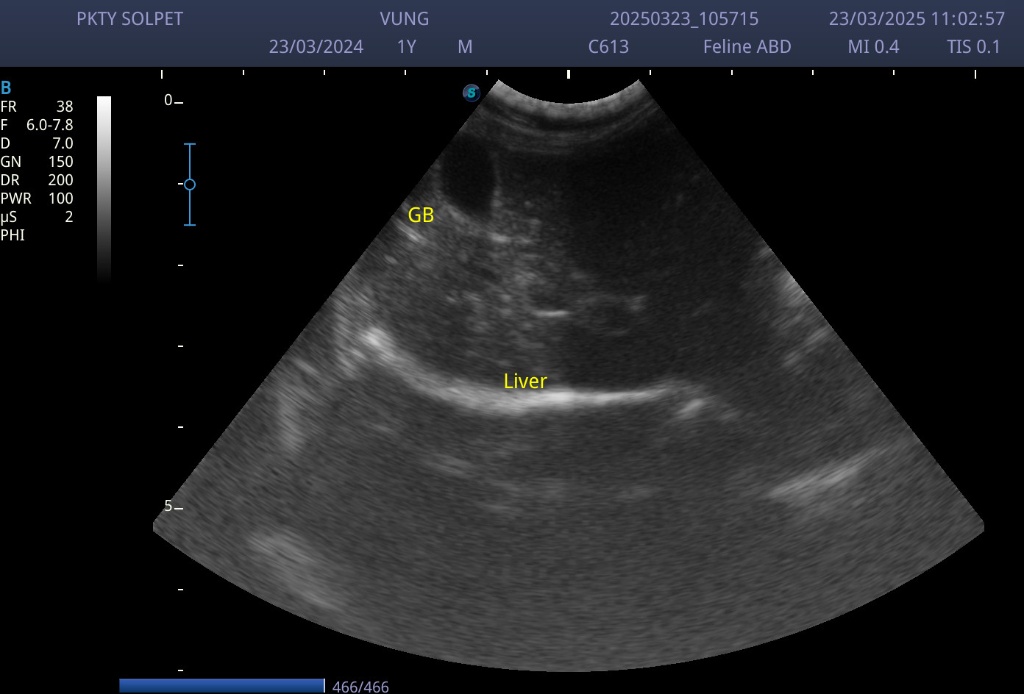 PKTY SOLPET VUNG 20250323_105715 23/03/2025 11:02:57
23/03/2024 1Y M C613 Feline ABD MI 0.4 TIS 0.1
B
FR 38
F 6.0-7.8
D 7.0
GN 150
DR 200
PWR 100
µS 2
PHI
0
S
GB
Liver
5
466/466